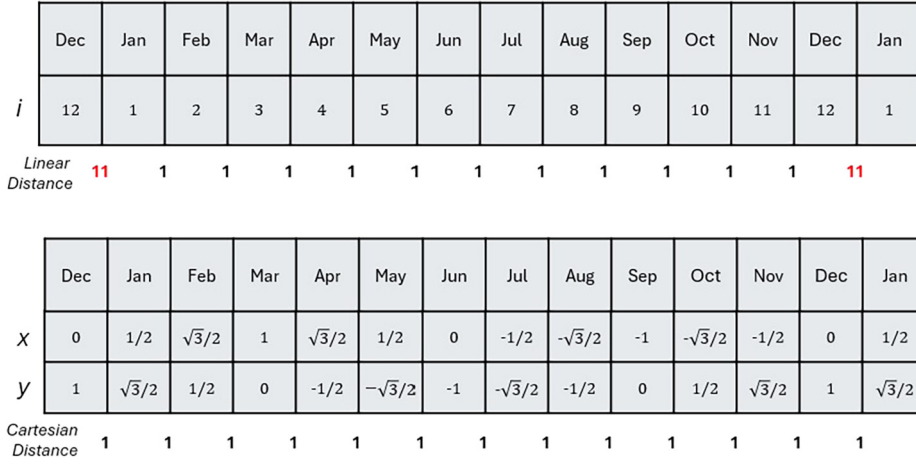 Dec Jan Feb Mar Apr May Jun Jul Aug Sep Oct Nov Dec Jan
i 12 1 2 3 4 5 6 7 8 9 10 11 12 1
Linear
Distance 11 1 1 1 1 1 1 1 1 1 1 1 11
Dec Jan Feb Mar Apr May Jun Jul Aug Sep Oct Nov Dec Jan
x 0 1/2 √3/2 1 √3/2 1/2 0 -1/2 -√3/2 -1 -√3/2 -1/2 0 1/2
y 1 √3/2 1/2 0 -1/2 −√3/2 -1 -√3/2 -1/2 0 1/2 √3/2 1 √3/2
Cartesian
Distance 1 1 1 1 1 1 1 1 1 1 1 1 1